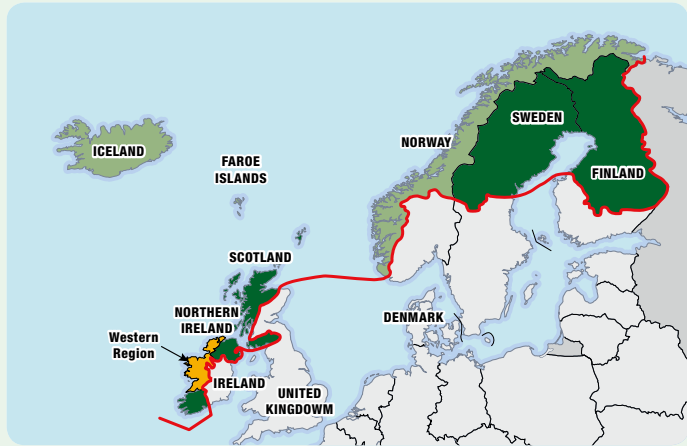 SWEDEN
NORWAY
ICELAND
FAROE
ISLANDS
FINLAND
SCOTLAND
NORTHERN
IRELAND
DENMARK
Western
Region
IRELAND
UNITED
KINGDOWM